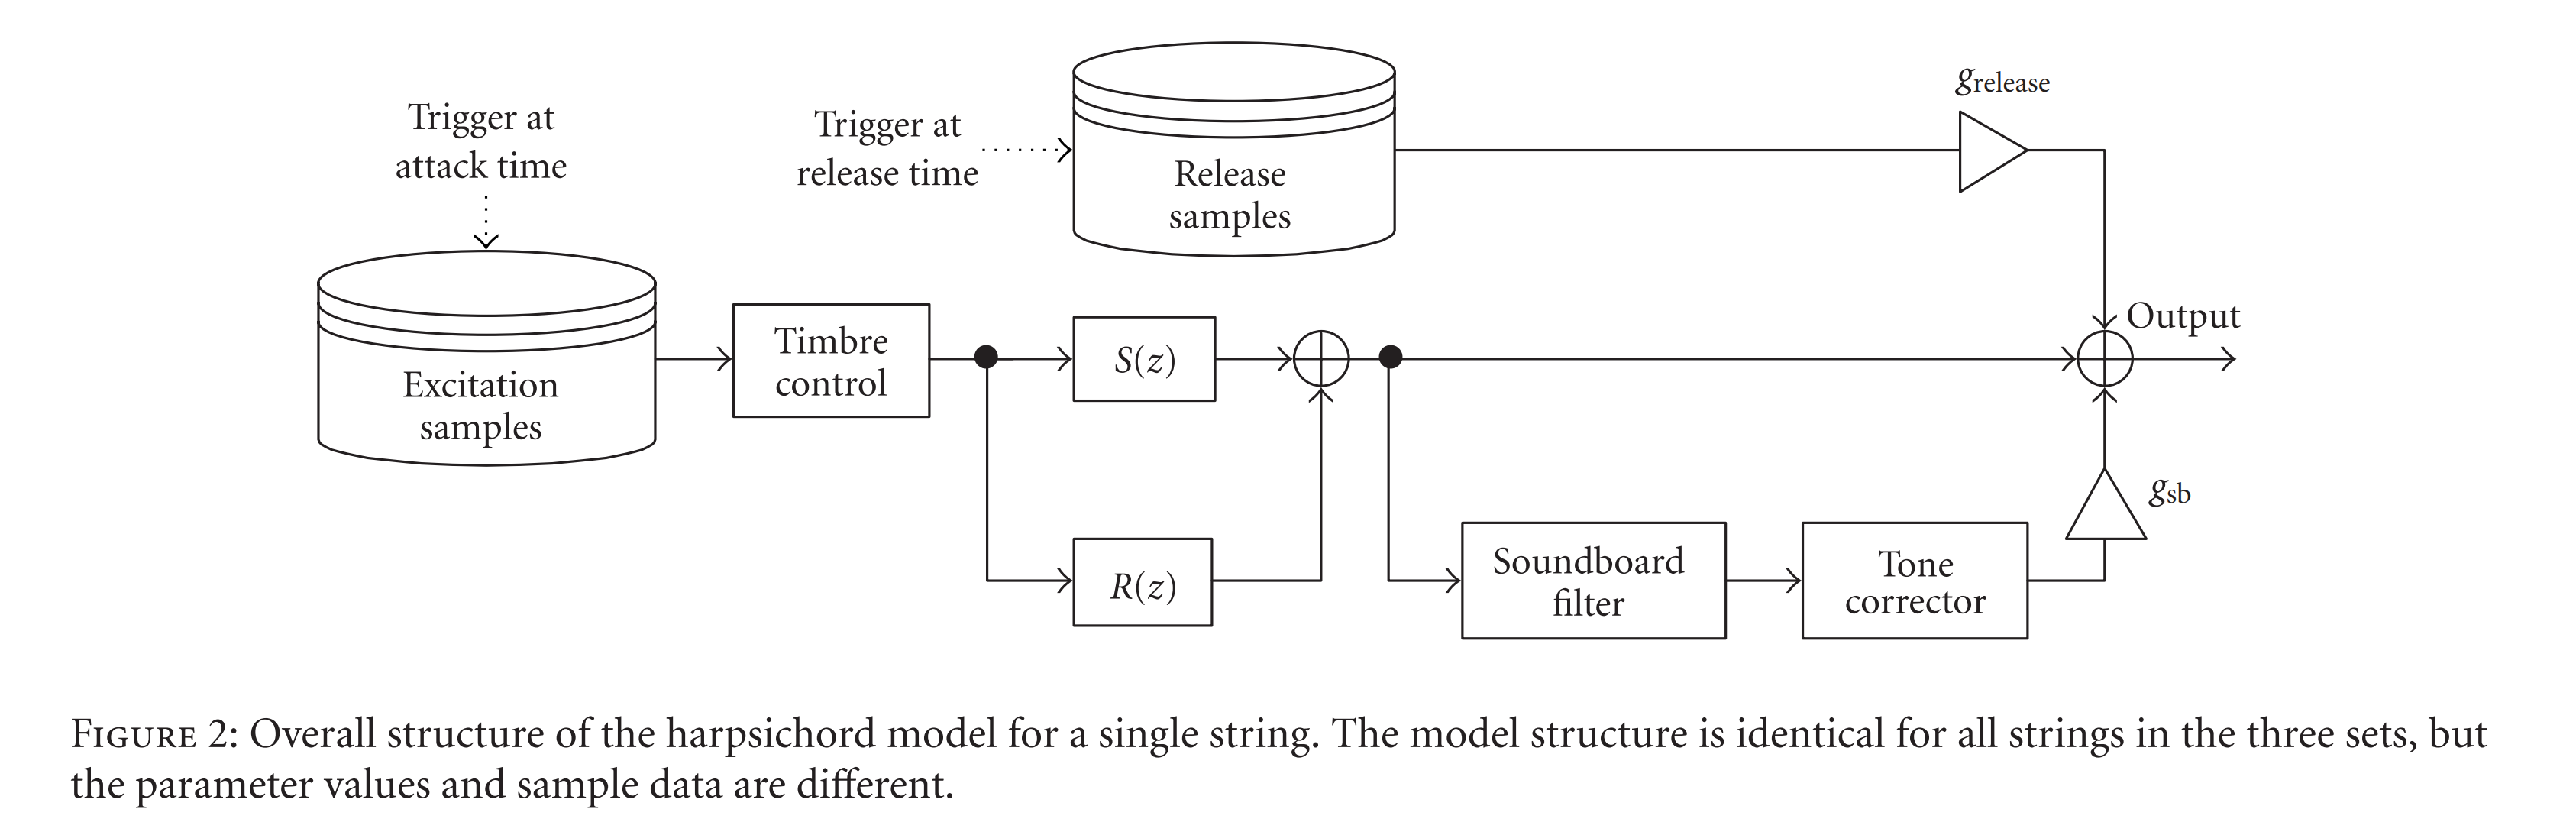 Trigger at
attack time
Trigger at
release time
Release
samples
g_release
Excitation
samples
Timbre
control
S(z)
R(z)
Output
g_sb
Soundboard
filter
Tone
corrector
FIGURE 2: Overall structure of the harpsichord model for a single string. The model structure is identical for all strings in the three sets, but
the parameter values and sample data are different.